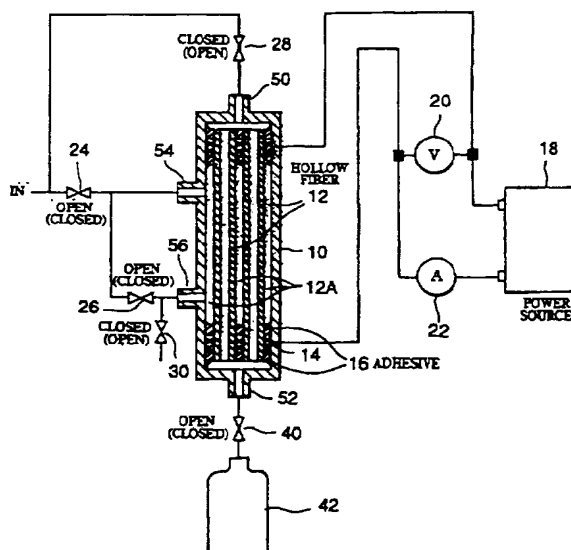 CLOSED
(OPEN)
28
50
20
54
V
18
24
HOLLOW
FIBER
IN
12
OPEN
(CLOSED)
10
56
OPEN
(CLOSED)
A
12A
26
22
POWER
SOURCE
CLOSED
(OPEN)
14
16 ADHESIVE
30
52
OPEN
(CLOSED)
40
42